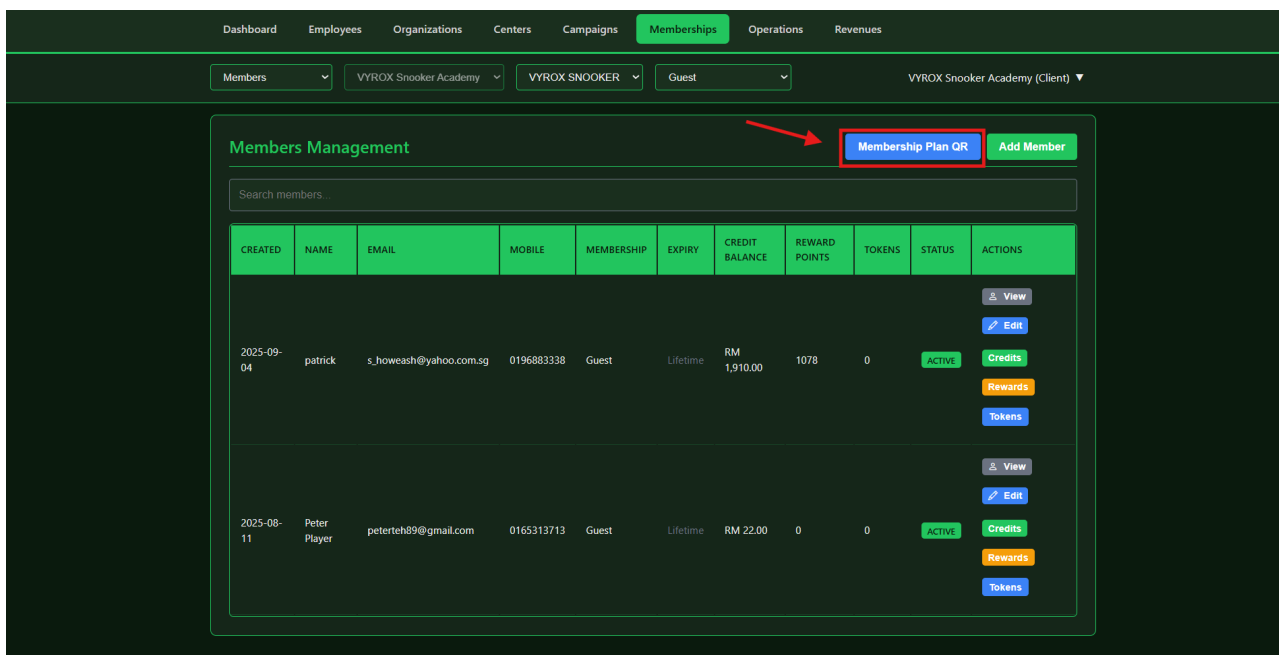 Dashboard Employees Organizations Centers Campaigns Memberships Operations Revenues
Members VYROX Snooker Academy VYROX SNOOKER Guest VYROX Snooker Academy (Client) ▼
Members Management Membership Plan QR Add Member
Search members...
CREATED NAME EMAIL MOBILE MEMBERSHIP EXPIRY CREDIT BALANCE REWARD POINTS TOKENS STATUS ACTIONS
2025-09-04 patrick s_howeash@yahoo.com.sg 0196883338 Guest Lifetime RM 1,910.00 1078 0 ACTIVE
View
Edit
Credits
Rewards
Tokens
2025-08-11 Peter Player peterteh89@gmail.com 0165313713 Guest Lifetime RM 22.00 0 0 ACTIVE
View
Edit
Credits
Rewards
Tokens